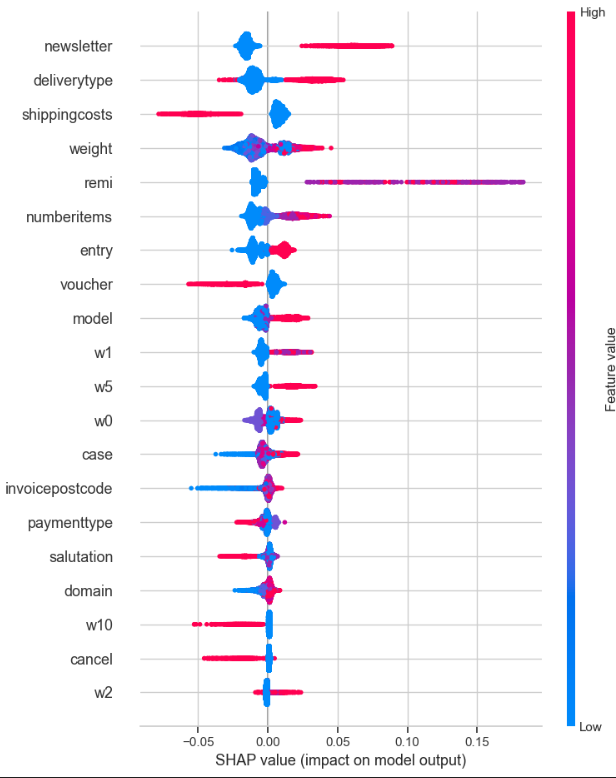 High
newsletter
deliverytype
shippingcosts
weight
remi
numberitems
entry
voucher
model
w1
w5
w0
case
invoicepostcode
paymenttype
salutation
domain
w10
cancel
w2
Feature value
Low
−0.05 0.00 0.05 0.10 0.15
SHAP value (impact on model output)